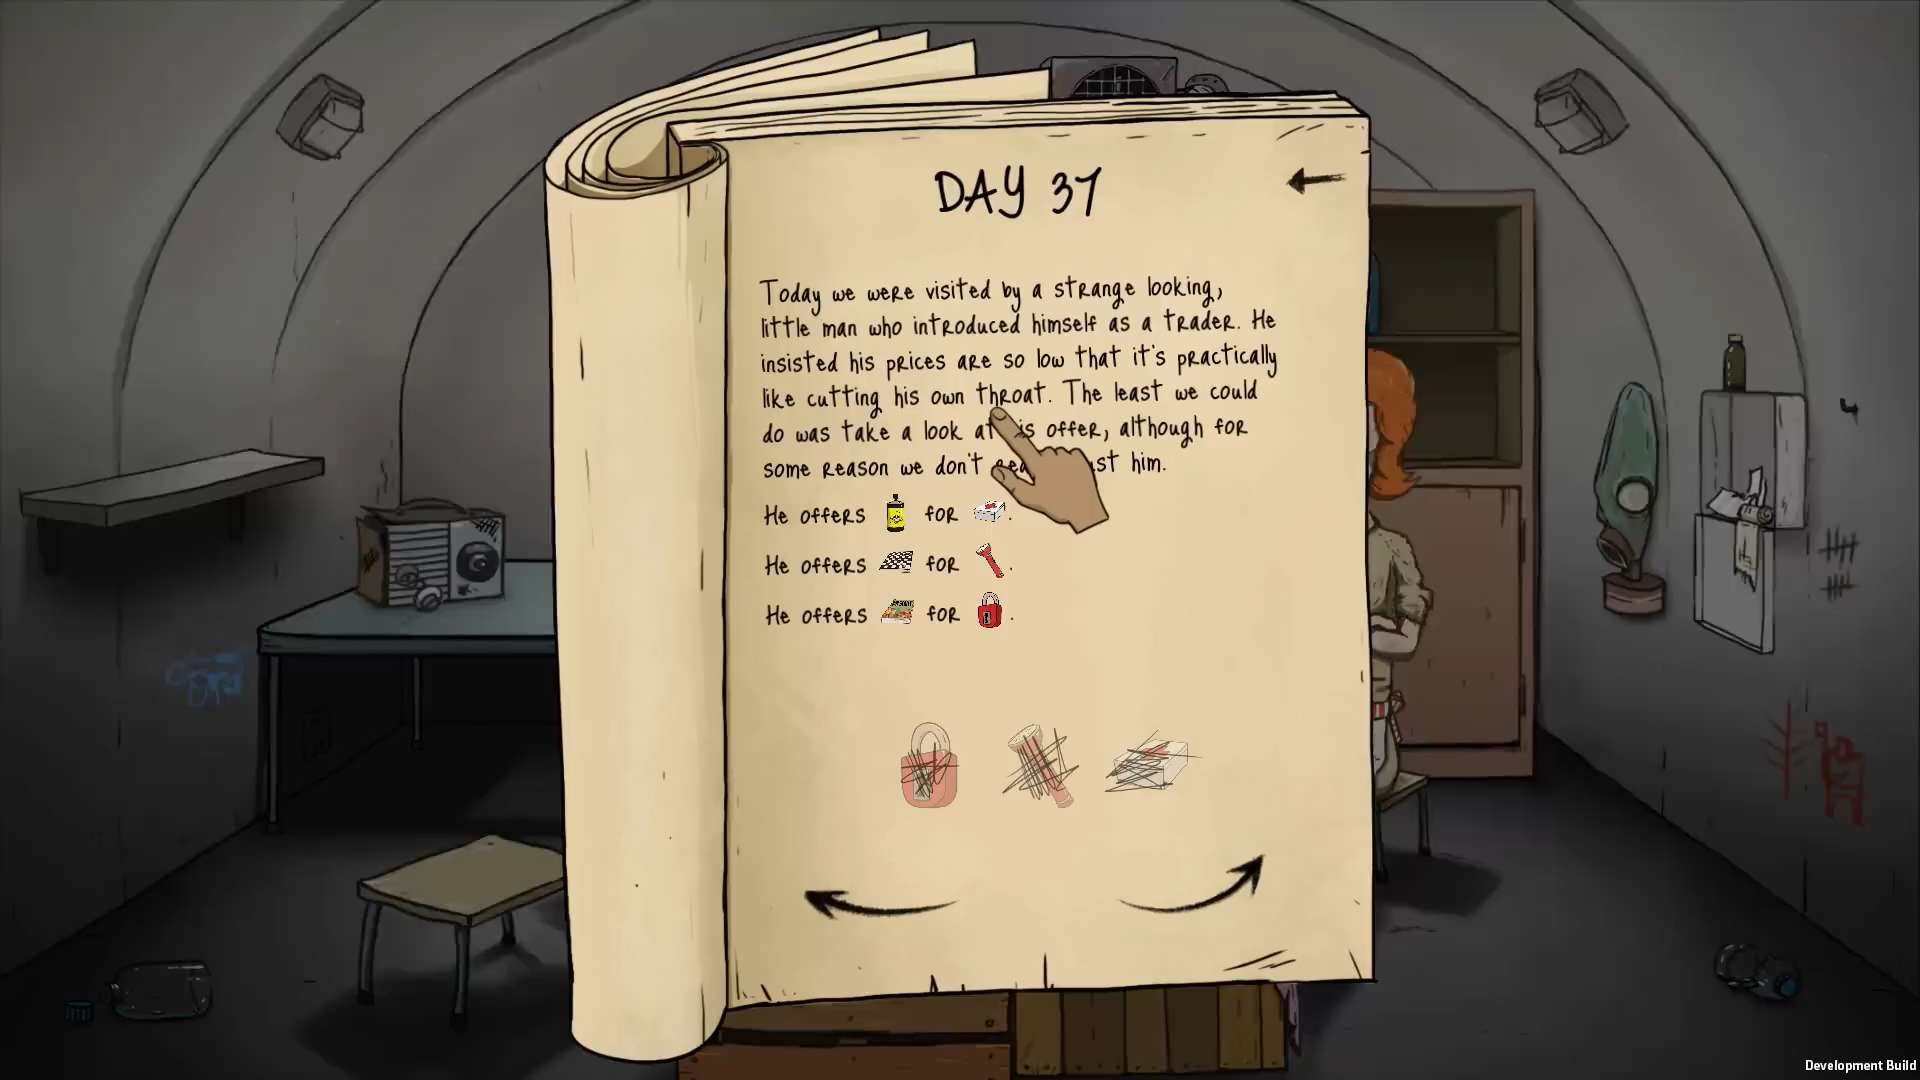 DAY 37
Today we were visited by a strange looking,
little man who introduced himself as a trader. He
insisted his prices are so low that it's practically
like cutting his own throat. The least we could
do was take a look at is offer, although for
some reason we don't him.
He offers for .
He offers for .
He offers for .
Development Build